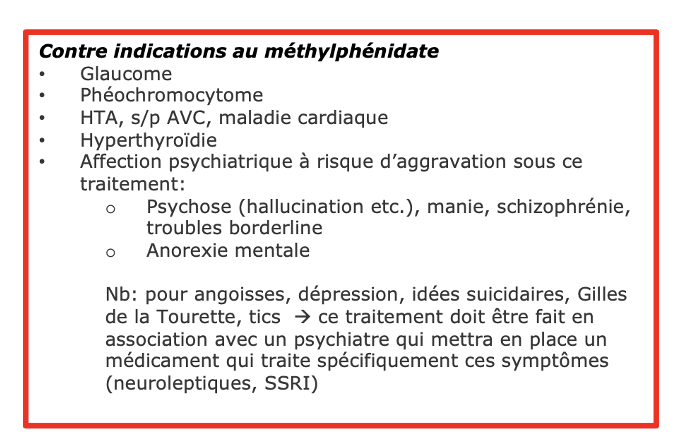 Contre indications au méthylphénidate
• Glaucome
• Phéochromocytome
• HTA, s/p AVC, maladie cardiaque
• Hyperthyroïdie
• Affection psychiatrique à risque d’aggravation sous ce
traitement:
o Psychose (hallucination etc.), manie, schizophrénie,
troubles borderline
o Anorexie mentale
Nb: pour angoisses, dépression, idées suicidaires, Gilles
de la Tourette, tics → ce traitement doit être fait en
association avec un psychiatre qui mettra en place un
médicament qui traite spécifiquement ces symptômes
(neuroleptiques, SSRI)